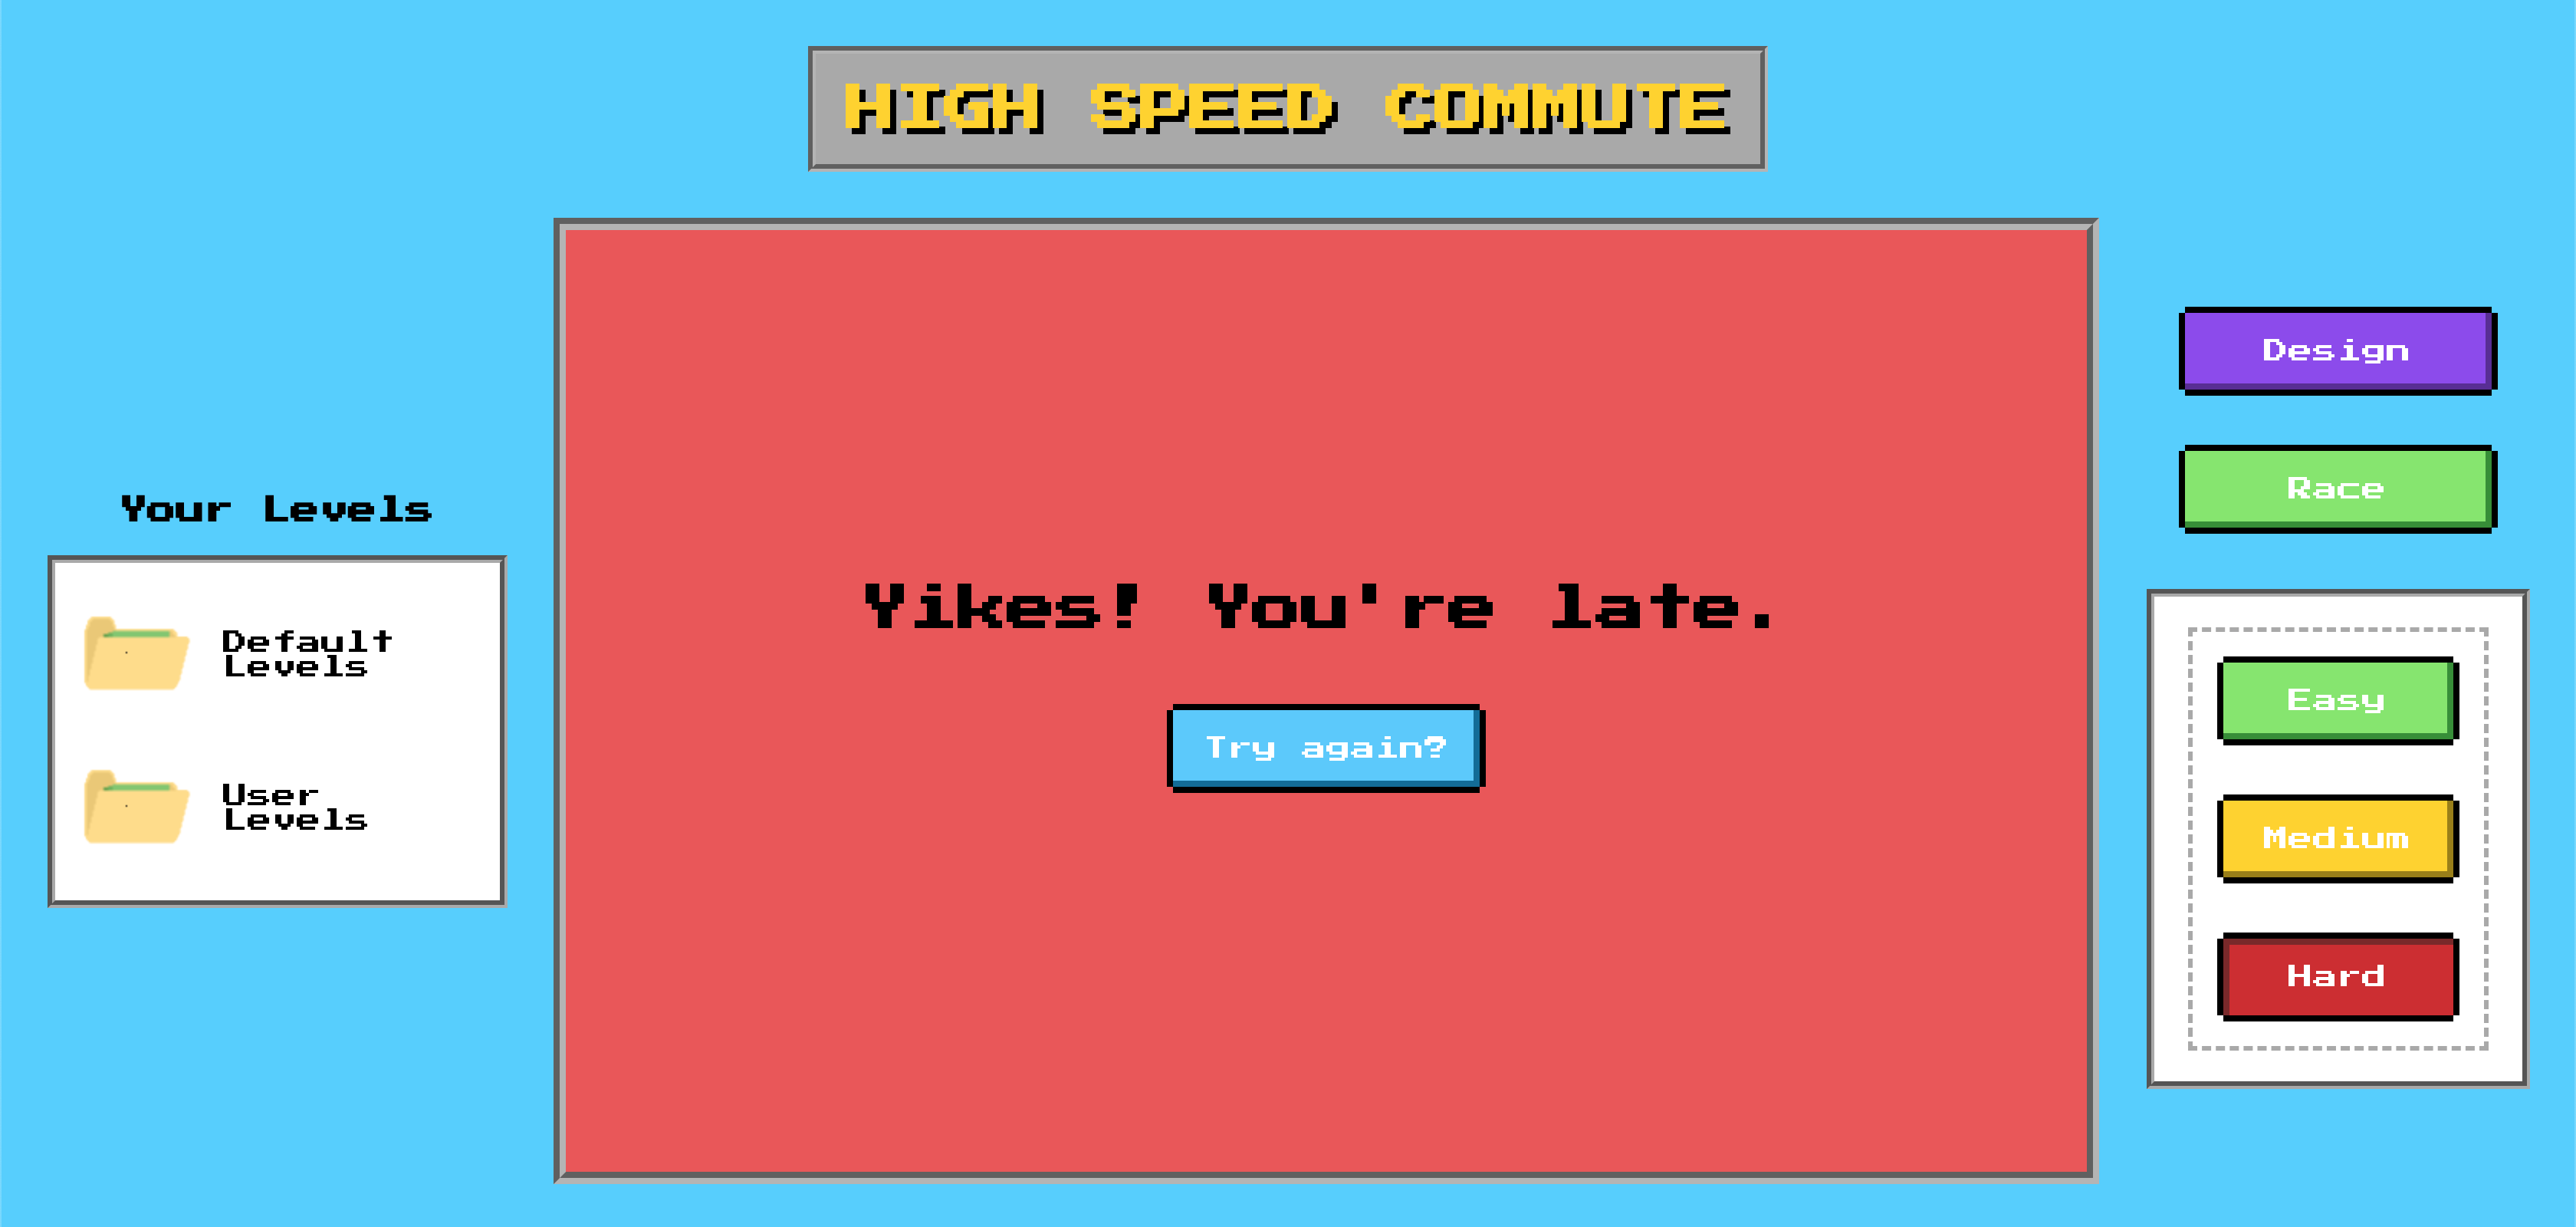 HIGH SPEED COMMUTE
Your Levels
Default
Levels
User
Levels
Yikes! You're late.
Try again?
Design
Race
Easy
Medium
Hard